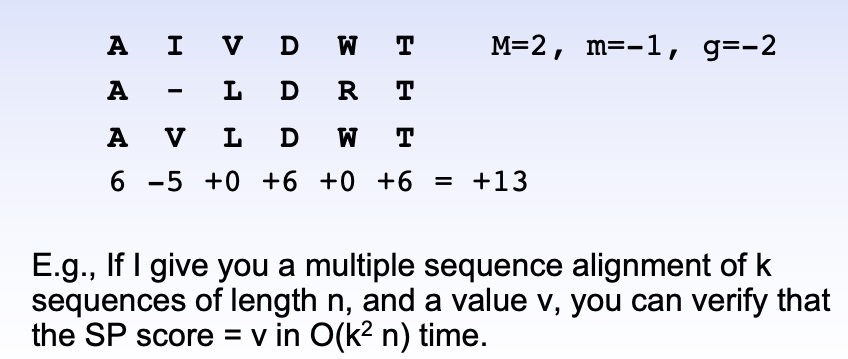 A I V D W T M=2, m=-1, g=-2
A - L D R T
A V L D W T
6 -5 +0 +6 +0 +6 = +13
E.g., If I give you a multiple sequence alignment of k
sequences of length n, and a value v, you can verify that
the SP score = v in O(k² n) time.